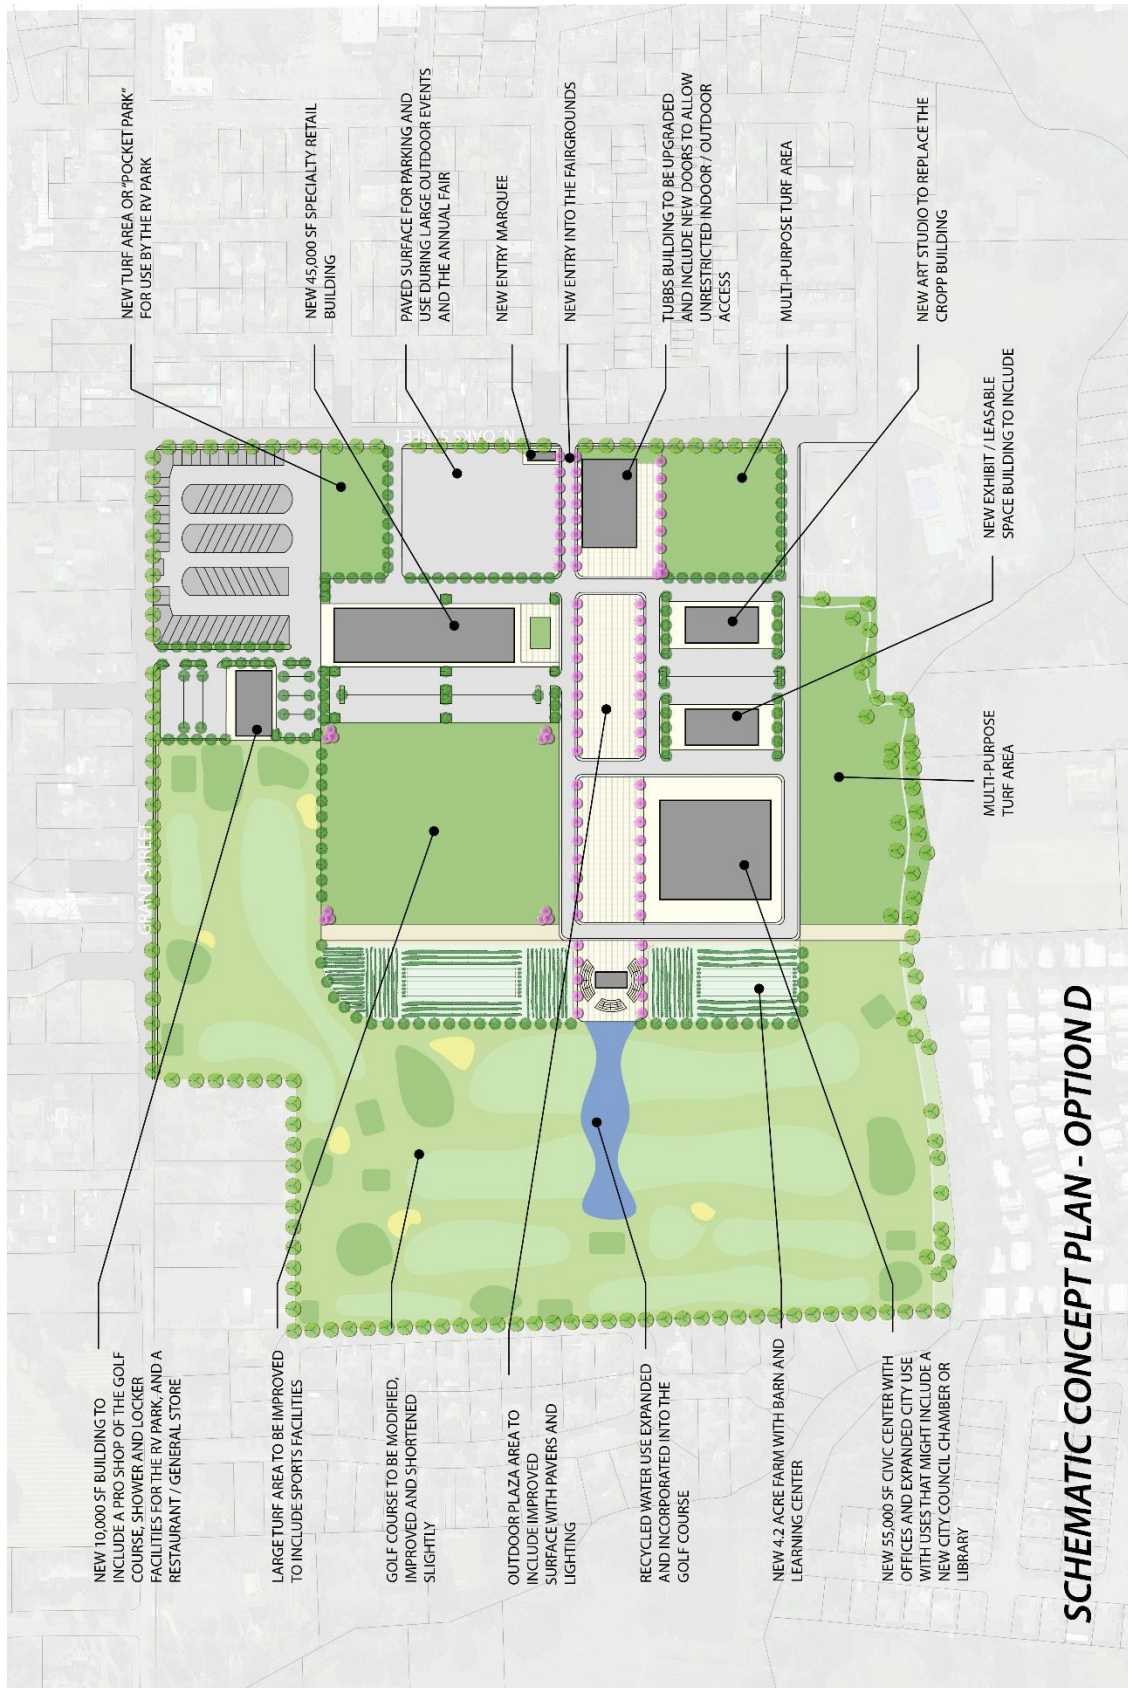 NEW TURF AREA OR "POCKET PARK"
FOR USE BY THE RV PARK
NEW 45,000 SF SPECIALTY RETAIL
BUILDING
PAVED SURFACE FOR PARKING AND
USE DURING LARGE OUTDOOR EVENTS
AND THE ANNUAL FAIR
NEW ENTRY MARQUEE
NEW ENTRY INTO THE FAIRGROUNDS
TUBBS BUILDING TO BE UPGRADED
AND INCLUDE NEW DOORS TO ALLOW
UNRESTRICTED INDOOR / OUTDOOR
ACCESS
MULTI-PURPOSE TURF AREA
NEW ART STUDIO TO REPLACE THE
CROPP BUILDING
NEW EXHIBIT / LEASABLE
SPACE BUILDING TO INCLUDE
MULTI-PURPOSE
TURF AREA
N. OAKS STREET
GRANT STREET
NEW 10,000 SF BUILDING TO
INCLUDE A PRO SHOP OF THE GOLF
COURSE, SHOWER AND LOCKER
FACILITIES FOR THE RV PARK, AND A
RESTAURANT / GENERAL STORE
LARGE TURF AREA TO BE IMPROVED
TO INCLUDE SPORTS FACILITIES
GOLF COURSE TO BE MODIFIED,
IMPROVED AND SHORTENED
SLIGHTLY
OUTDOOR PLAZA AREA TO
INCLUDE IMPROVED
SURFACE WITH PAVERS AND
LIGHTING
RECYCLED WATER USE EXPANDED
AND INCORPORATED INTO THE
GOLF COURSE
NEW 4.2 ACRE FARM WITH BARN AND
LEARNING CENTER
NEW 55,000 SF CIVIC CENTER WITH
OFFICES AND EXPANDED CITY USE
WITH USES THAT MIGHT INCLUDE A
NEW CITY COUNCIL CHAMBER OR
LIBRARY
SCHEMATIC CONCEPT PLAN - OPTION D